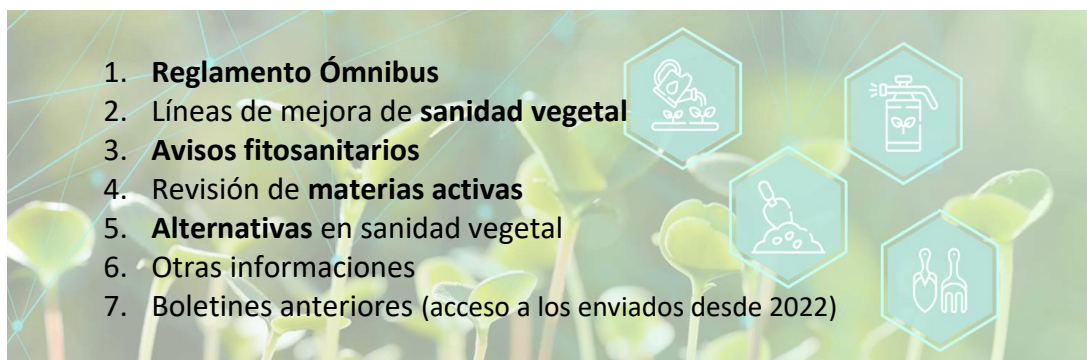 1. Reglamento Ómnibus
2. Líneas de mejora de sanidad vegetal
3. Avisos fitosanitarios
4. Revisión de materias activas
5. Alternativas en sanidad vegetal
6. Otras informaciones
7. Boletines anteriores (acceso a los enviados desde 2022)